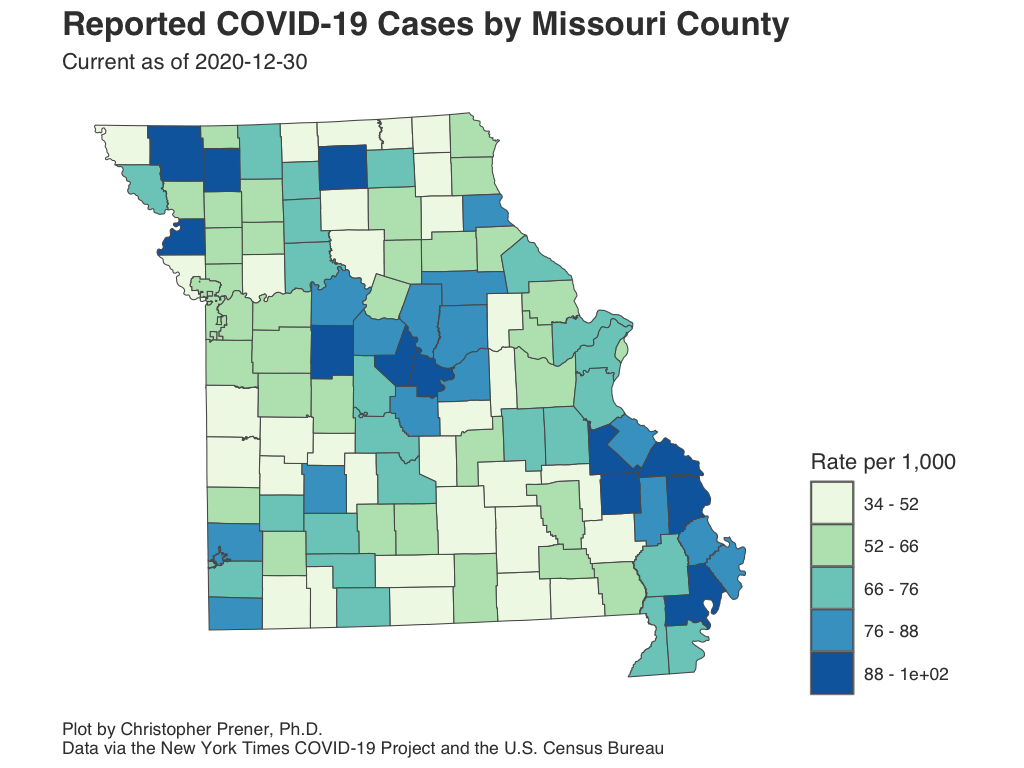 Reported COVID-19 Cases by Missouri County
Current as of 2020-12-30
Rate per 1,000
34 - 52
52 - 66
66 - 76
76 - 88
88 - 1e+02
Plot by Christopher Prener, Ph.D.
Data via the New York Times COVID-19 Project and the U.S. Census Bureau